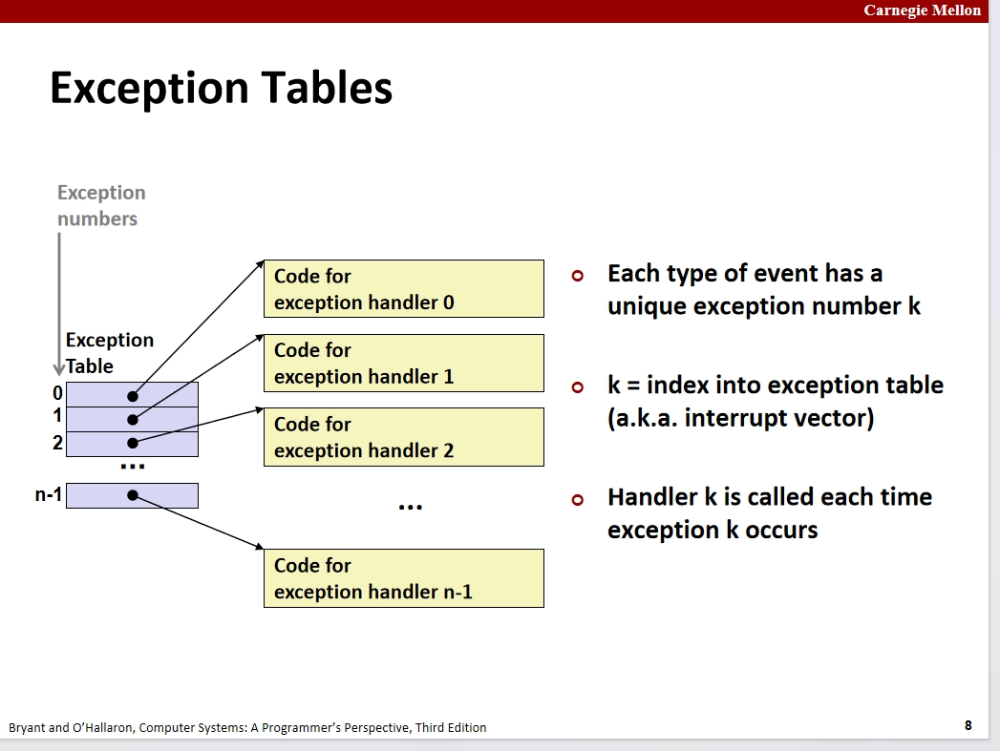 Carnegie Mellon
Exception Tables
Exception
numbers
Exception
Table
0
1
2
...
n-1
Code for
exception handler 0
Code for
exception handler 1
Code for
exception handler 2
...
Code for
exception handler n-1
Each type of event has a
unique exception number k
k = index into exception table
(a.k.a. interrupt vector)
Handler k is called each time
exception k occurs
Bryant and O’Hallaron, Computer Systems: A Programmer’s Perspective, Third Edition
8